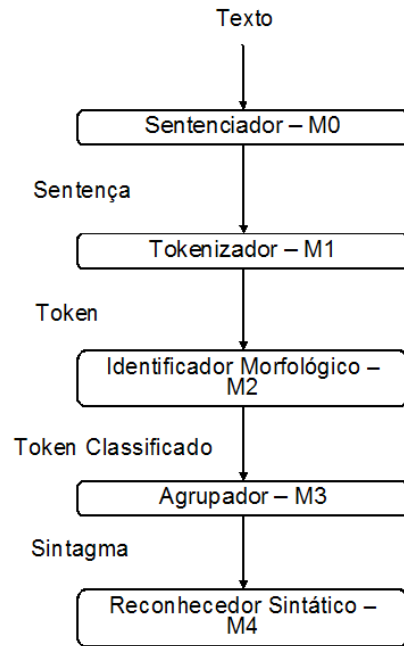 Texto
Sentenciador – M0
Sentença
Tokenizador – M1
Token
Identificador Morfológico –
M2
Token Classificado
Agrupador – M3
Sintagma
Reconhecedor Sintático –
M4